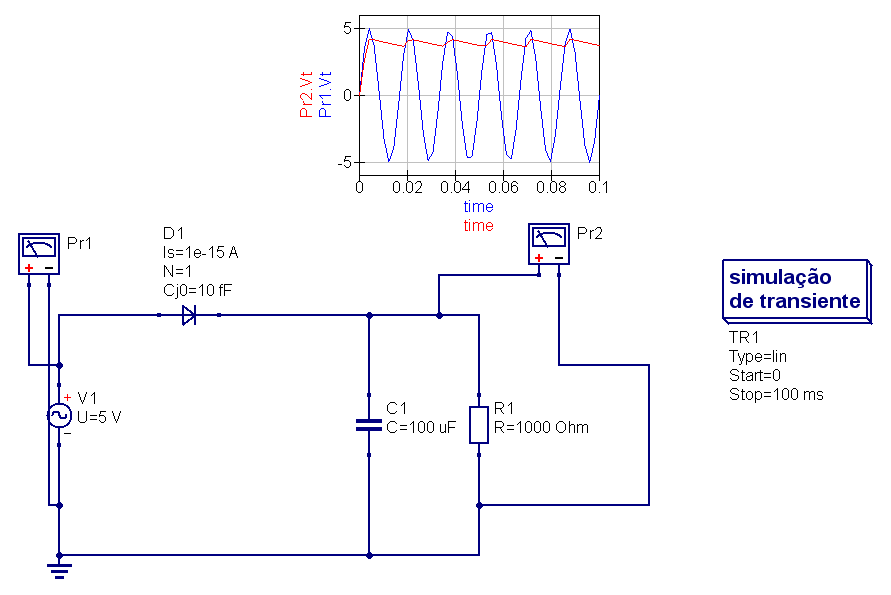 5
0
-5
Pr2.Vt
Pr1.Vt
0 0.02 0.04 0.06 0.08 0.1
time
time
Pr1
D1
Is=1e-15 A
N=1
Cj0=10 fF
Pr2
simulação
de transiente
TR1
Type=lin
Start=0
Stop=100 ms
V1
U=5 V
C1
C=100 uF
R1
R=1000 Ohm